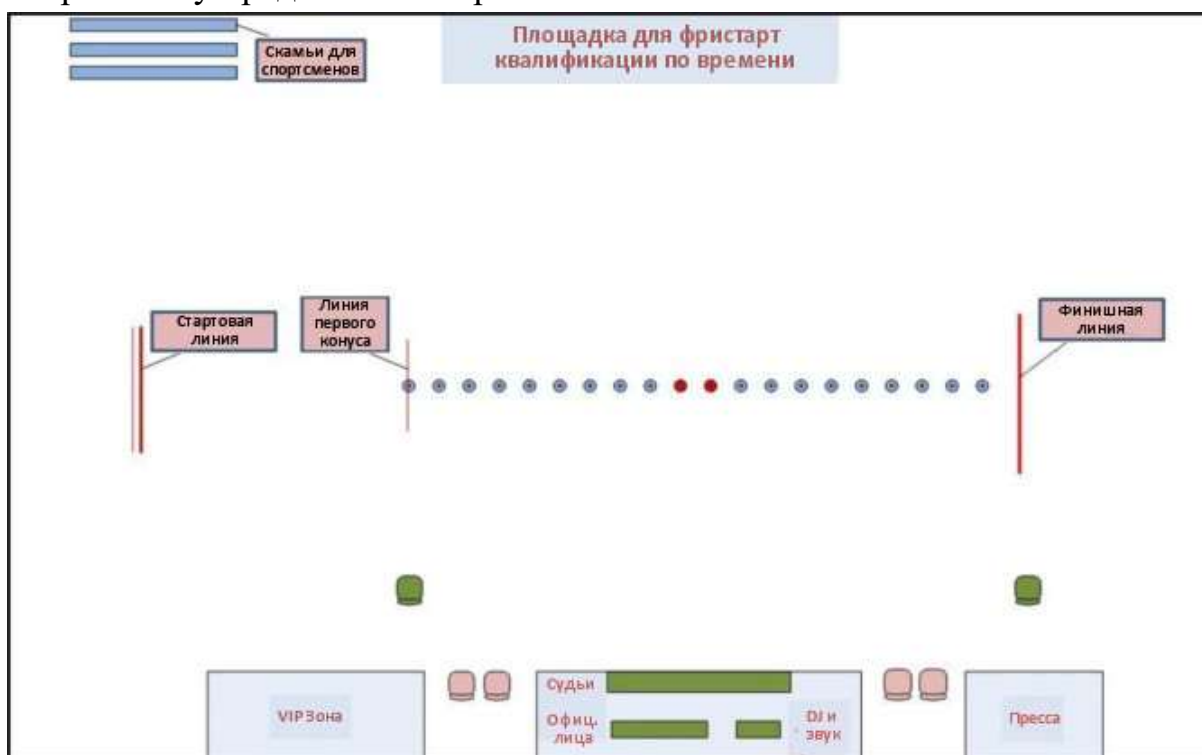 Скамьи для
спортсменов
Площадка для фристарт
квалификации по времени
Стартовая
линия
Линия
первого
конуса
Финишная
линия
VIP Зона
Судьи
Офиц.
лица
DJ и
звук
Пресса